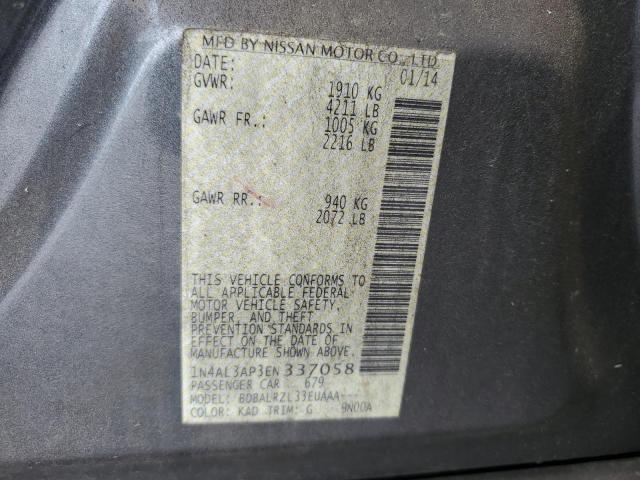 MFD BY NISSAN MOTOR CO., LTD.
DATE: 01/14
GVWR: 1910 KG
4211 LB
GAWR FR.: 1005 KG
2216 LB
GAWR RR.: 940 KG
2072 LB
THIS VEHICLE CONFORMS TO
ALL APPLICABLE FEDERAL
MOTOR VEHICLE SAFETY,
BUMPER, AND THEFT
PREVENTION STANDARDS IN
EFFECT ON THE DATE OF
MANUFACTURE SHOWN ABOVE.
1N4AL3AP3EN 337058
PASSENGER CAR 679
MODEL: BDBALRZL33EUAAA---
COLOR: KAD TRIM: G 9N00A